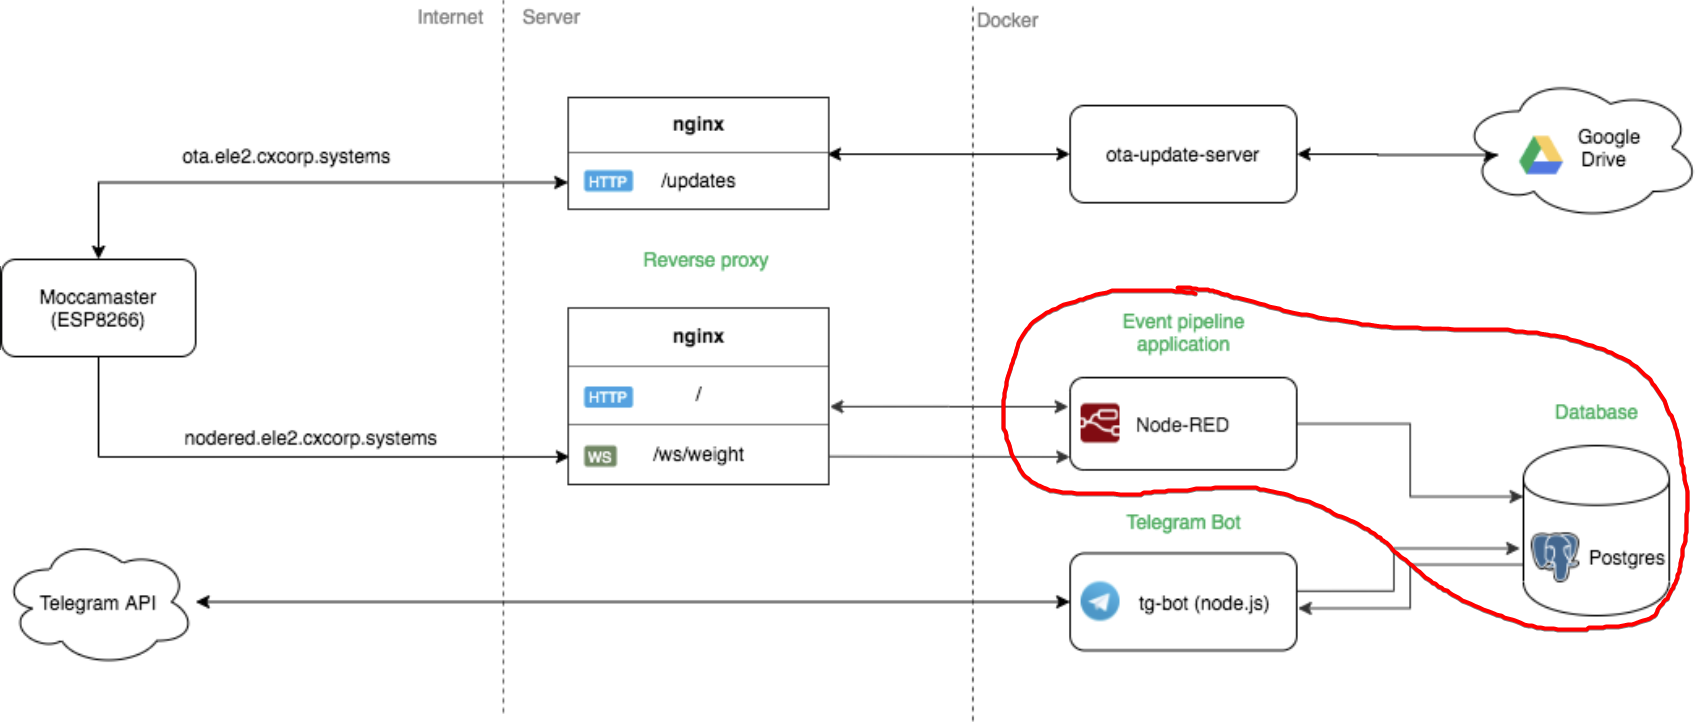 Internet
Server
Docker
nginx
HTTP /updates
ota.ele2.cxcorp.systems
ota-update-server
Google
Drive
Reverse proxy
Moccamaster
(ESP8266)
nginx
HTTP /
WS /ws/weight
nodered.ele2.cxcorp.systems
Event pipeline
application
Node-RED
Database
Postgres
Telegram Bot
tg-bot (node.js)
Telegram API